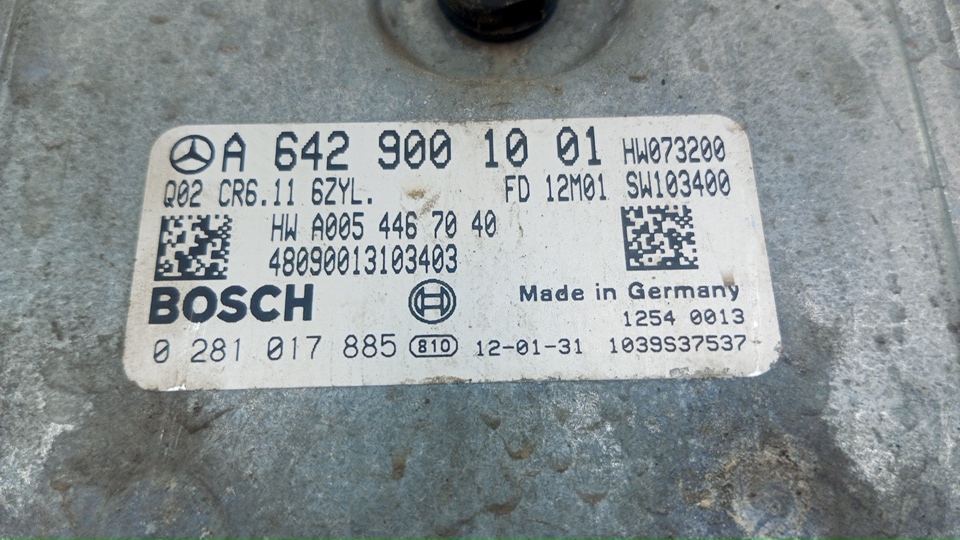 A 642 900 10 01 HW073200
Q02 CR6.11 6ZYL. FD 12M01 SW103400
HW A005 446 70 40
48090013103403
BOSCH Made in Germany
1254 0013
0 281 017 885 810 12-01-31 1039S37537